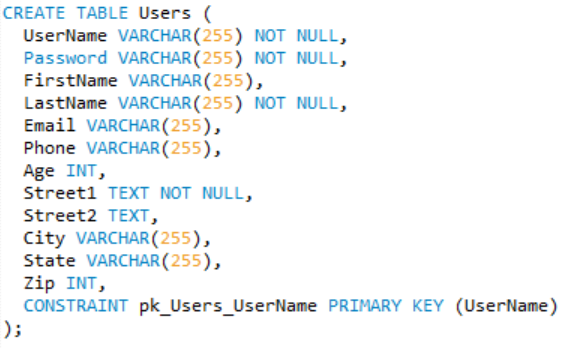 CREATE TABLE Users (
UserName VARCHAR(255) NOT NULL,
Password VARCHAR(255) NOT NULL,
FirstName VARCHAR(255),
LastName VARCHAR(255) NOT NULL,
Email VARCHAR(255),
Phone VARCHAR(255),
Age INT,
Street1 TEXT NOT NULL,
Street2 TEXT,
City VARCHAR(255),
State VARCHAR(255),
Zip INT,
CONSTRAINT pk_Users_UserName PRIMARY KEY (UserName)
);